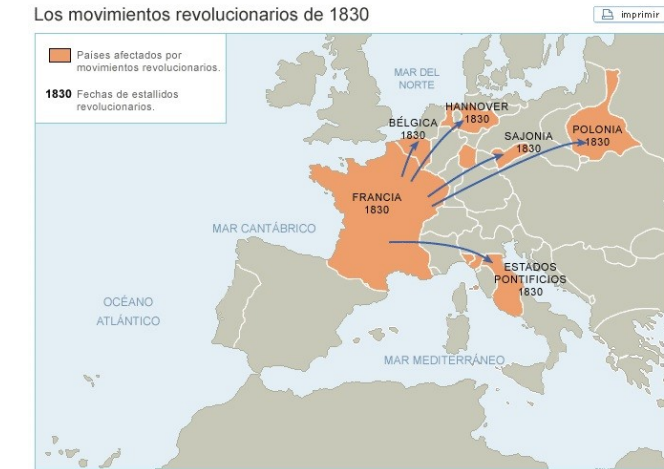 Los movimientos revolucionarios de 1830
imprimir
Países afectados por
movimientos revolucionarios.
1830 Fechas de estallidos
revolucionarios.
MAR DEL
NORTE
HANNOVER
1830
BÉLGICA
1830
SAJONIA
1830
POLONIA
1830
FRANCIA
1830
MAR CANTÁBRICO
ESTADOS
PONTIFICIOS
1830
OCÉANO
ATLÁNTICO
MAR MEDITERRÁNEO